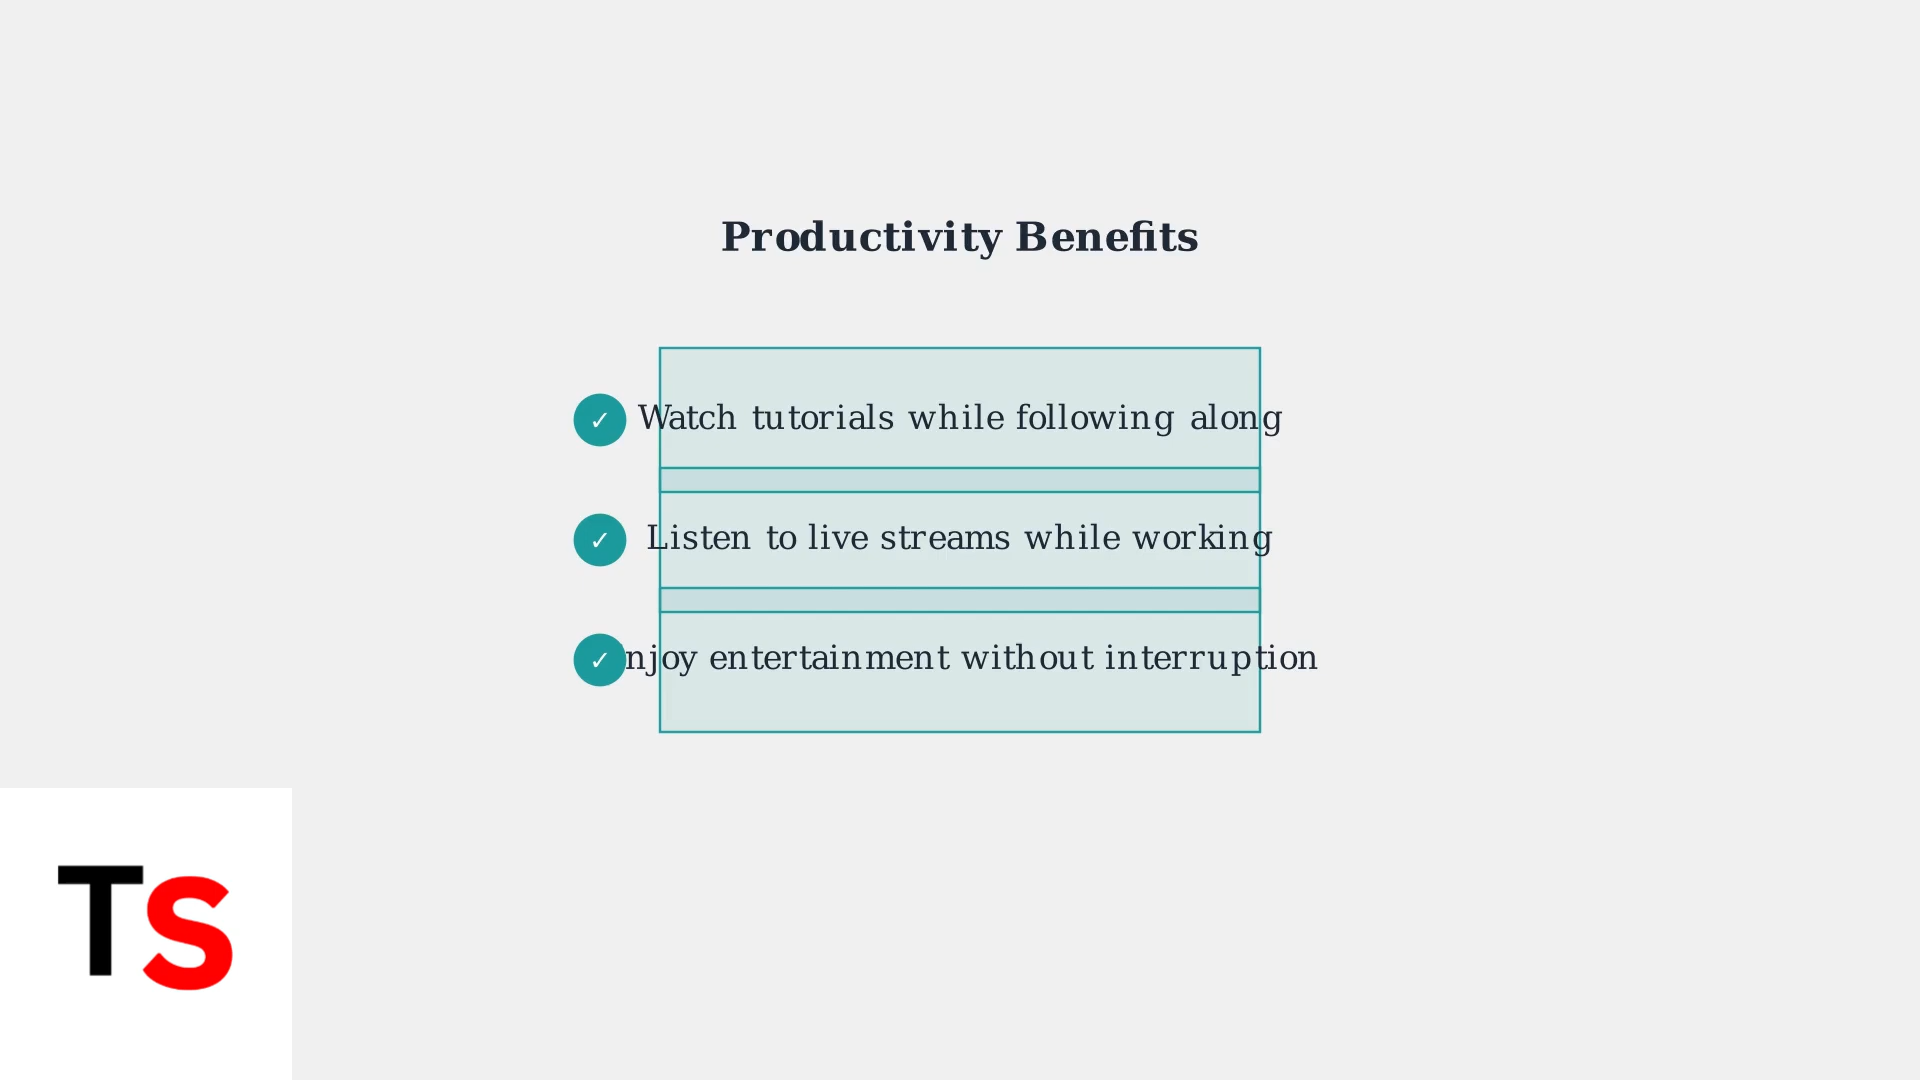 Productivity Benefits
✓ Watch tutorials while following along
✓ Listen to live streams while working
✓ njoy entertainment without interruption
TS